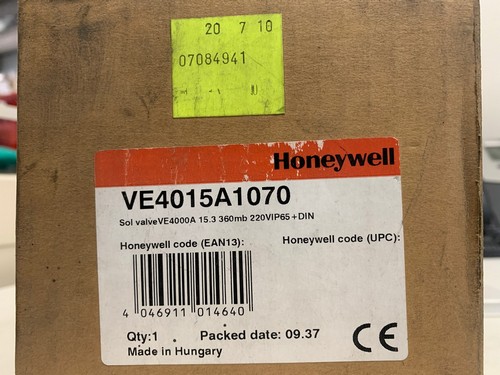 20 7 10
07084941
Honeywell
VE4015A1070
Sol valveVE4000A 15.3 360mb 220VIP65+DIN
Honeywell code (EAN13): Honeywell code (UPC):
4 046911 014640
Qty:1 Packed date: 09.37
Made in Hungary
CE